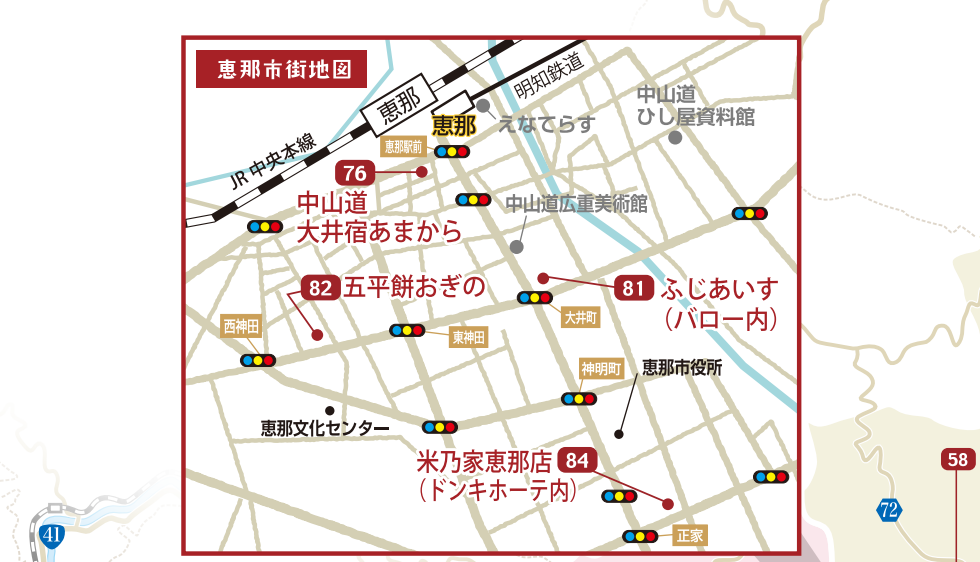 恵那市街地図
恵那
恵那
明知鉄道
JR 中央本線
えなてらす
中山道
ひし屋資料館
恵那駅前
76
中山道
大井宿あまから
中山道広重美術館
82
五平餅おぎの
81
ふじあいす
（バロー内）
西神田
東神田
大井町
神明町
恵那市役所
恵那文化センター
米乃家恵那店
84
（ドンキホーテ内）
正家
58
72
41